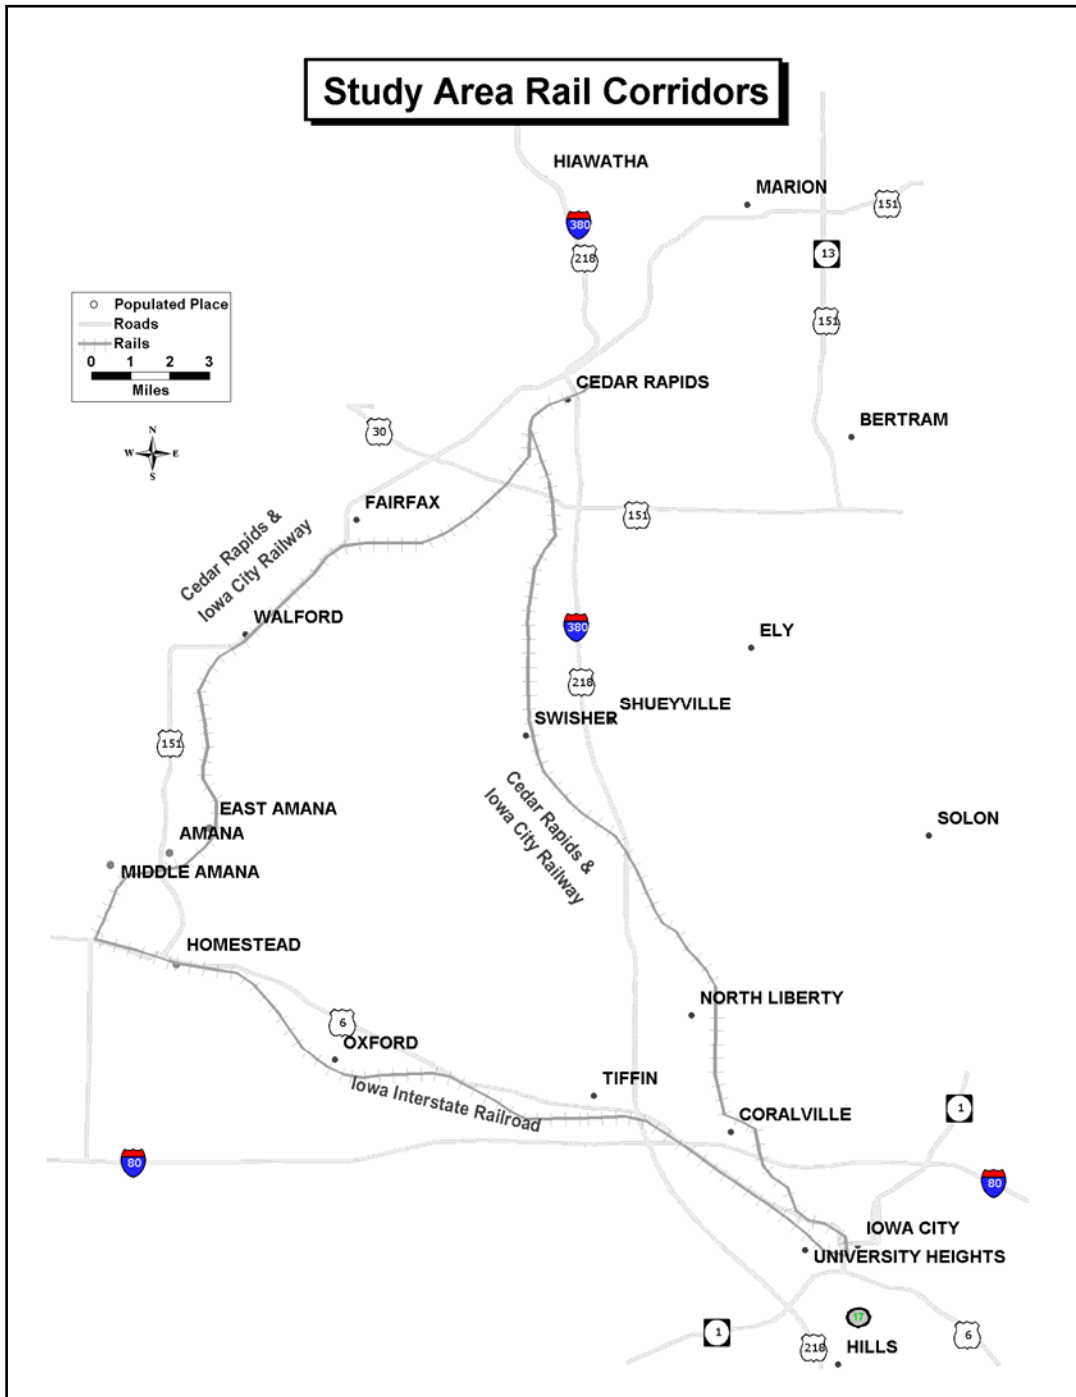 Study Area Rail Corridors
HIAWATHA
MARION
151
380
218
13
Populated Place
Roads
Rails
0 1 2 3
Miles
151
CEDAR RAPIDS
30
BERTRAM
N
W E
S
FAIRFAX
151
Cedar Rapids &
Iowa City Railway
WALFORD
380
ELY
218
SHUEYVILLE
SWISHER
151
Cedar Rapids &
Iowa City Railway
EAST AMANA
AMANA
SOLON
MIDDLE AMANA
HOMESTEAD
NORTH LIBERTY
6
OXFORD
TIFFIN
Iowa Interstate Railroad
CORALVILLE
1
80
80
IOWA CITY
UNIVERSITY HEIGHTS
17
1
218
6
HILLS